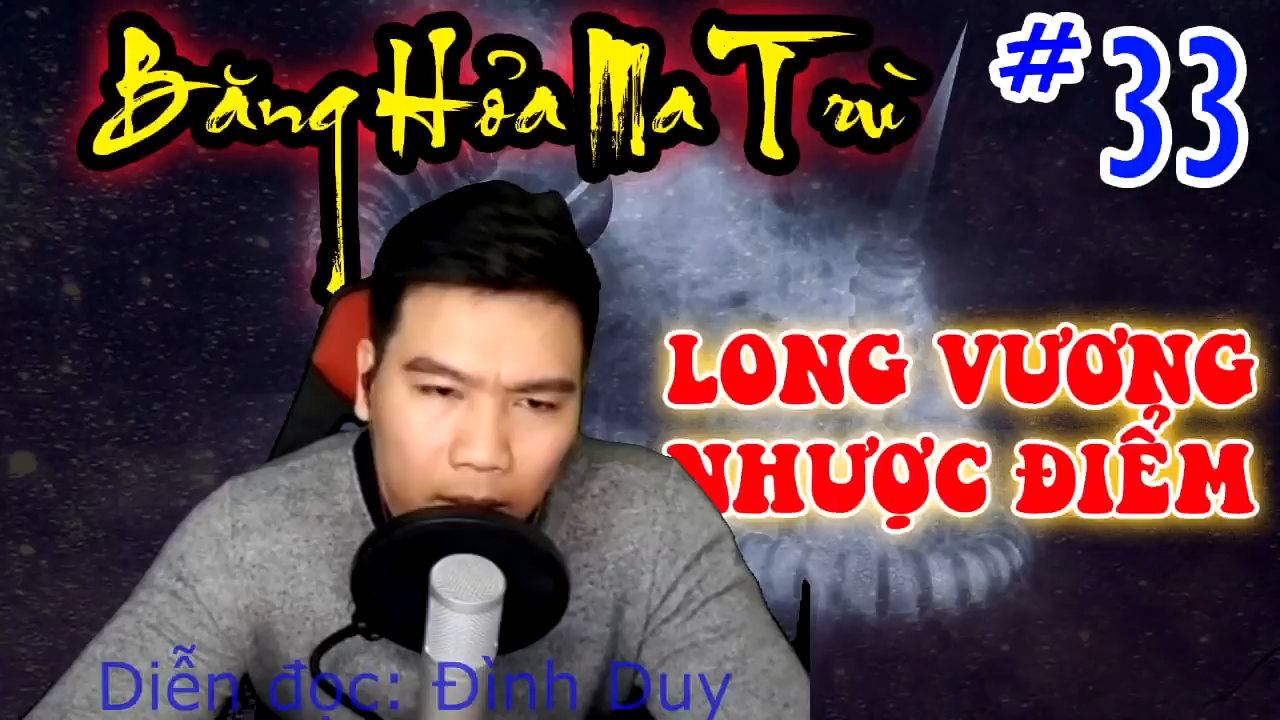 Băng Hỏa Ma Trù
#33
LONG VƯƠNG
NHƯỢC ĐIỂM
Diễn đọc: Đình Duy